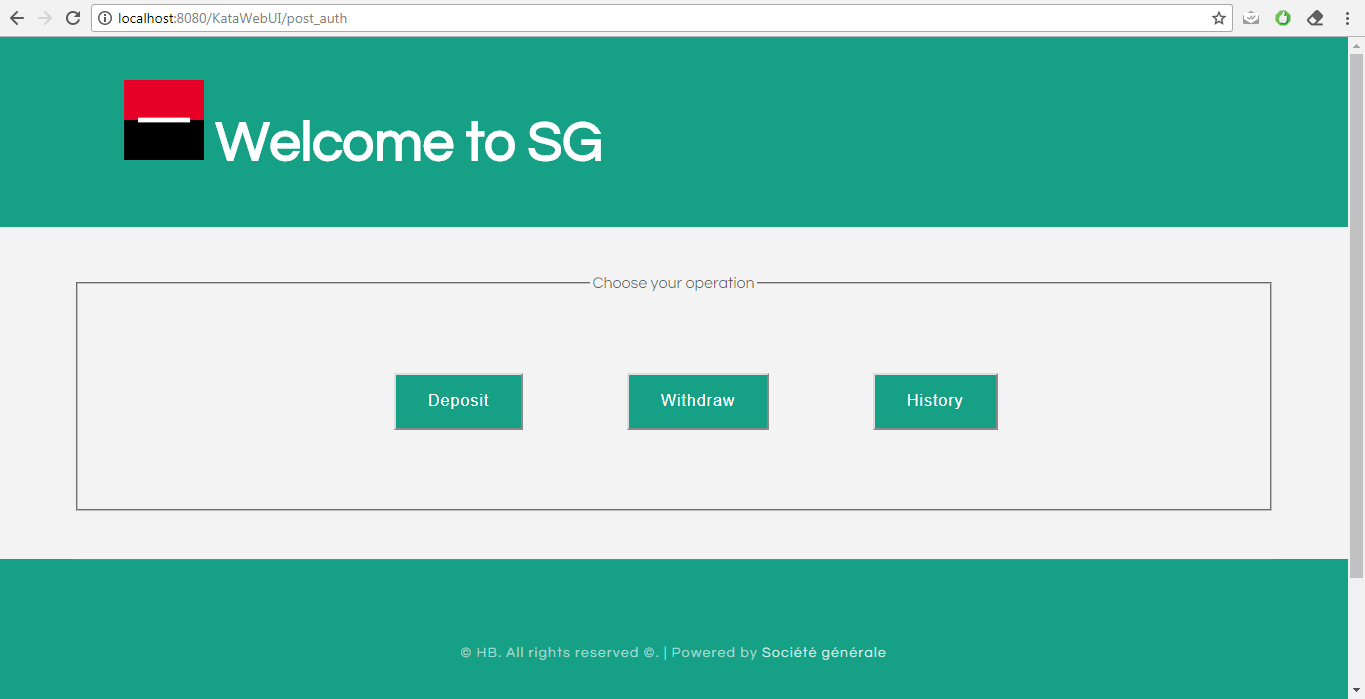 localhost:8080/KataWebUI/post_auth
Welcome to SG
Choose your operation
Deposit Withdraw History
© HB. All rights reserved ©. | Powered by Société générale